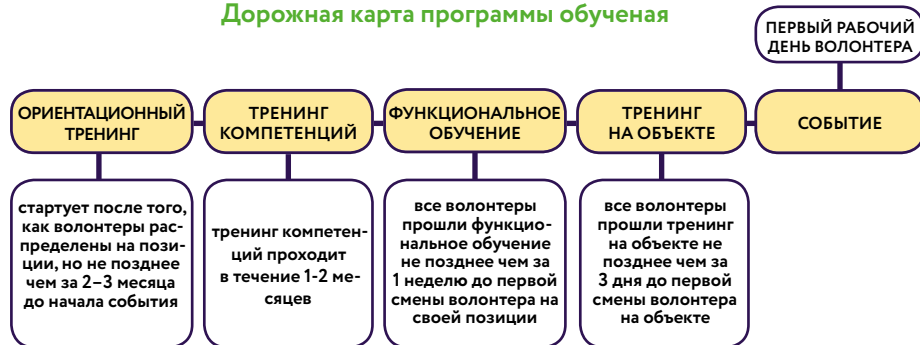 Дорожная карта программы обученая
ПЕРВЫЙ РАБОЧИЙ
ДЕНЬ ВОЛОНТЕРА
ОРИЕНТАЦИОННЫЙ
ТРЕНИНГ
ТРЕНИНГ
КОМПЕТЕНЦИЙ
ФУНКЦИОНАЛЬНОЕ
ОБУЧЕНИЕ
ТРЕНИНГ
НА ОБЪЕКТЕ
СОБЫТИЕ
стартует после того,
как волонтеры рас-
пределены на пози-
ции, но не позднее
чем за 2–3 месяца
до начала события
тренинг компетен-
ций проходит
в течение 1-2 ме-
сяцев
все волонтеры
прошли функцио-
нальное обучение
не позднее чем за
1 неделю до первой
смены волонтера на
своей позиции
все волонтеры
прошли тренинг
на объекте не
позднее чем за
3 дня до первой
смены волонтера
на объекте